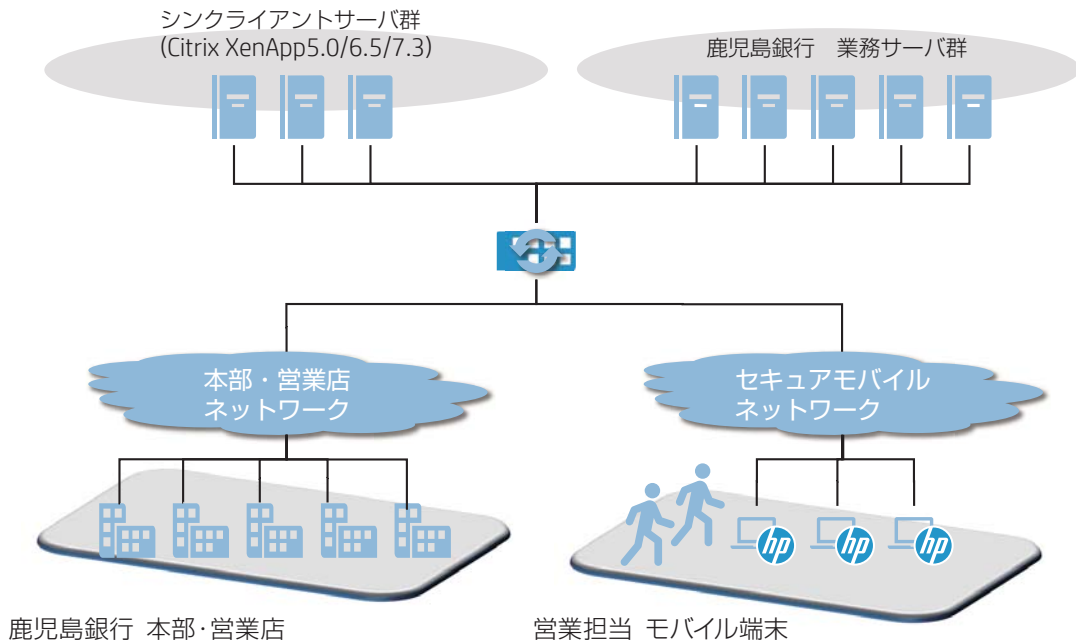 シンクライアントサーバ群
(Citrix XenApp5.0/6.5/7.3)
鹿児島銀行　業務サーバ群
本部・営業店
ネットワーク
セキュアモバイル
ネットワーク
hp
hp
hp
鹿児島銀行 本部・営業店
営業担当 モバイル端末